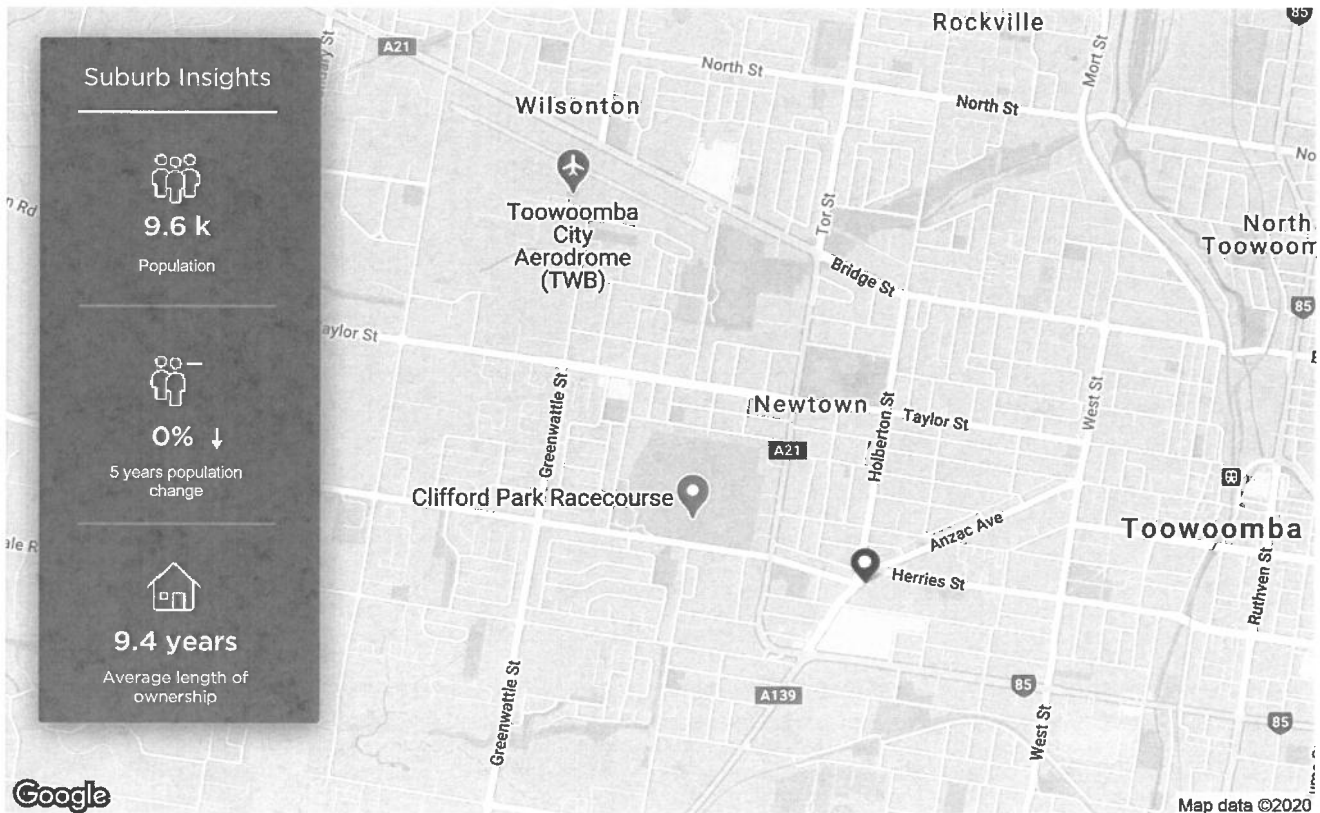 Suburb Insights
9.6 k
Population
0% ↓
5 years population
change
9.4 years
Average length of
ownership
Google
A21
North St
Rockville
85
Mort St
Wilsonton
North St
Toowoomba
City
Aerodrome
(TWB)
Tor St
North
Toowoom
Bridge St
85
aylor St
Greenwattle St
Newtown
Holberton St
Taylor St
West St
A21
Clifford Park Racecourse
Anzac Ave
Toowoomba
Herries St
Ruthven St
Greenwattle St
A139
85
West St
85
Map data ©2020